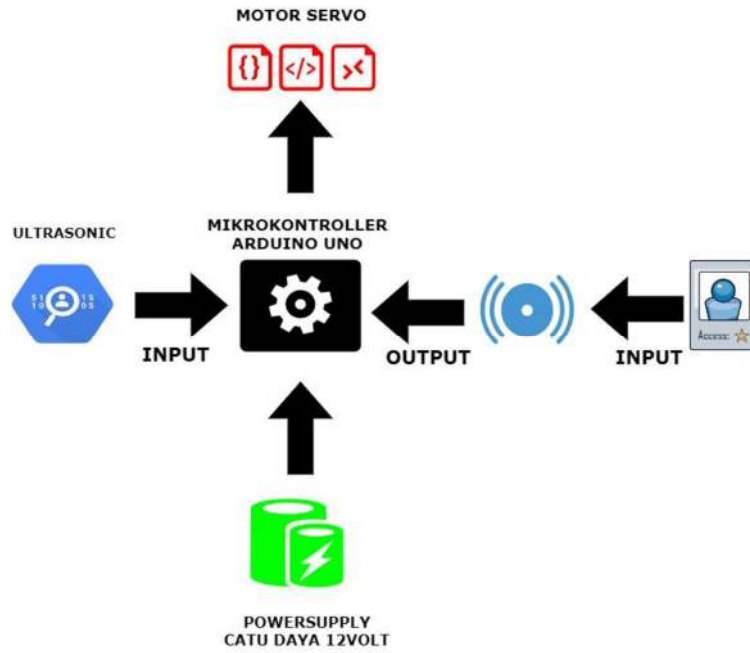 MOTOR SERVO
{} </>
ULTRASONIC
MIKROKONTROLLER
ARDUINO UNO
INPUT
OUTPUT
INPUT
Access:
POWERSUPPLY
CATU DAYA 12VOLT